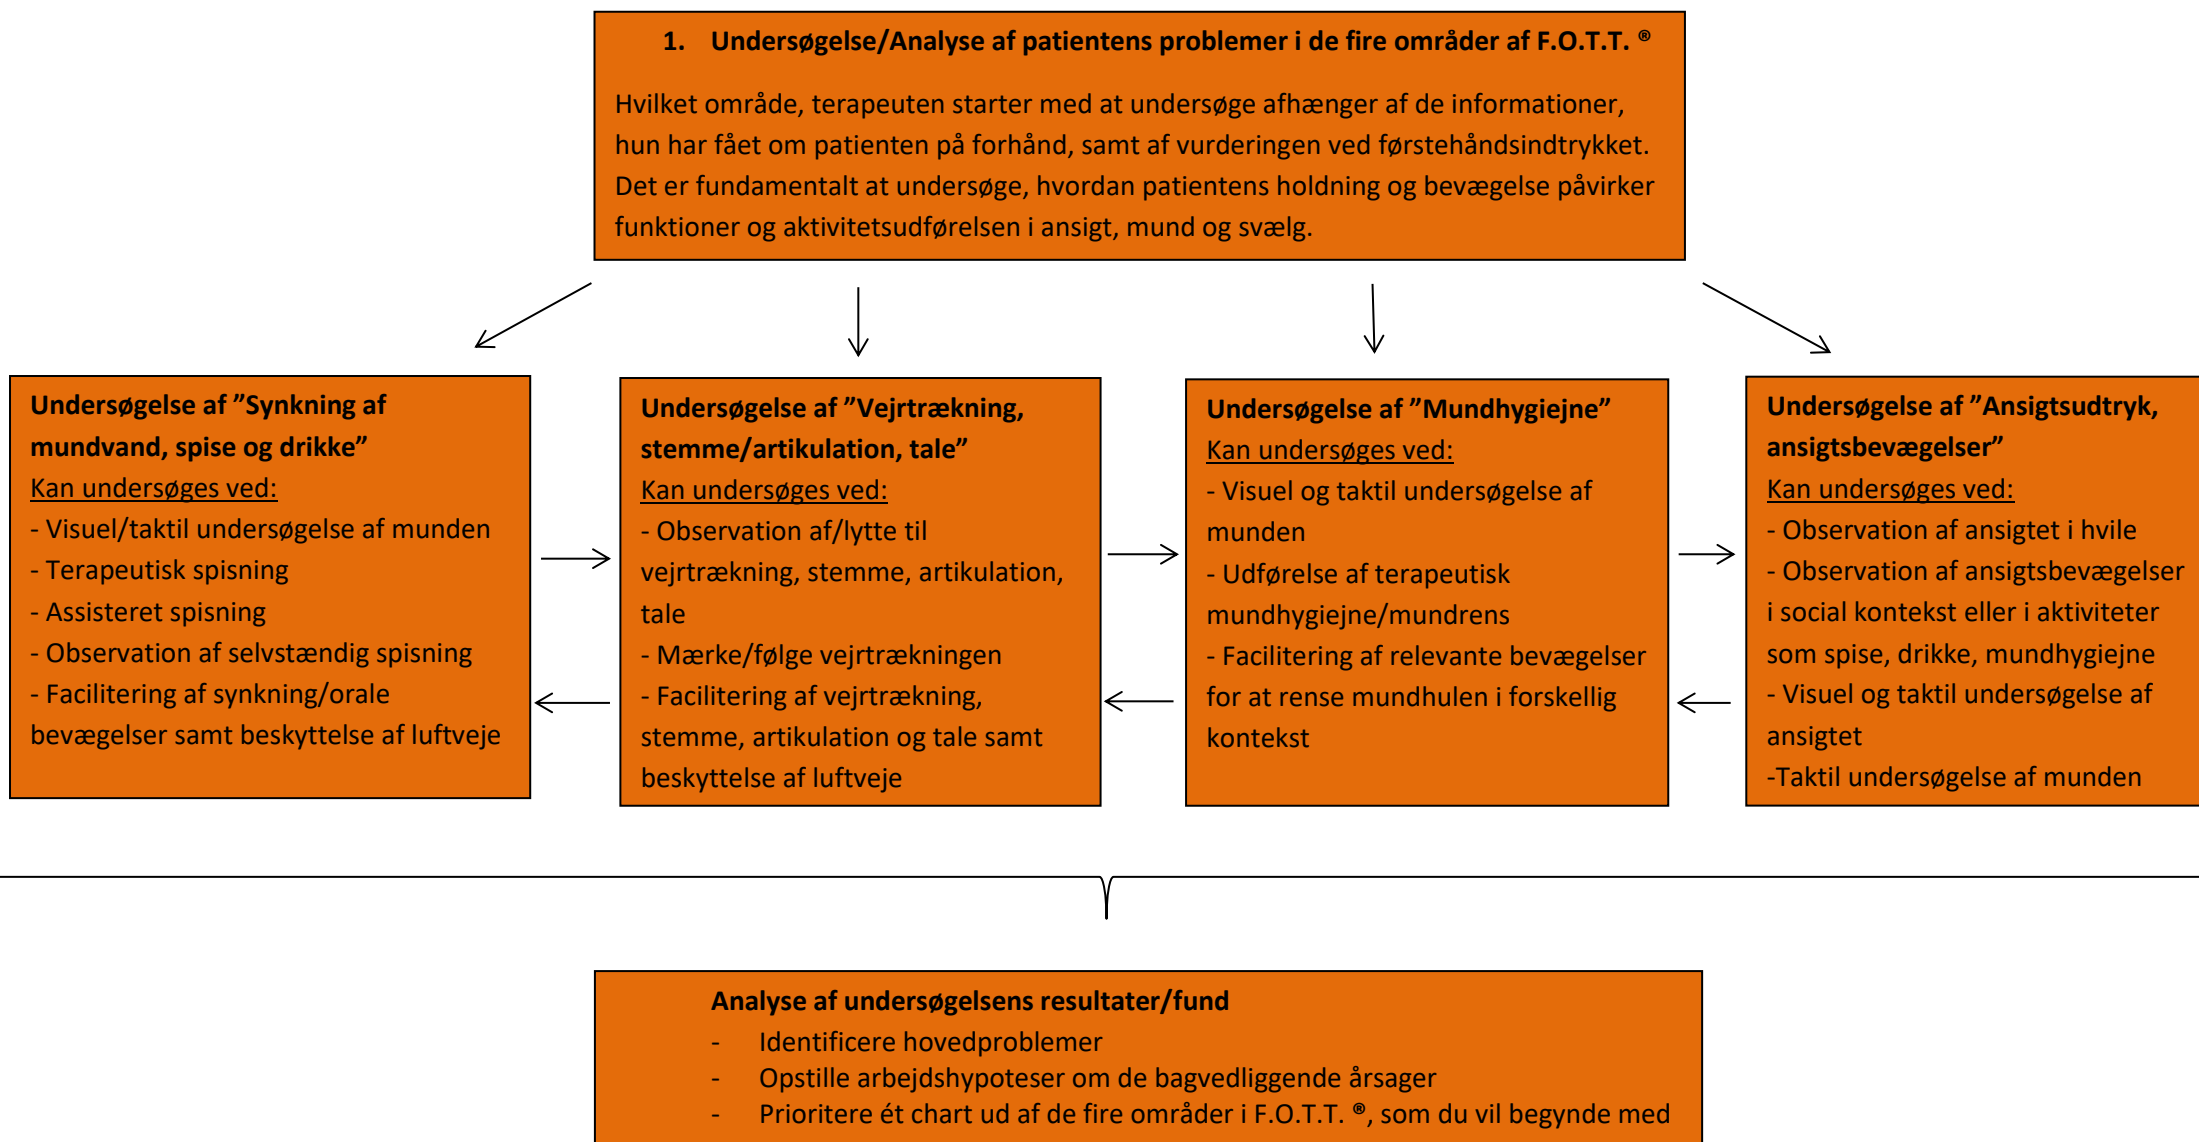 1. Undersøgelse/Analyse af patientens problemer i de fire områder af F.O.T.T. ®
Hvilket område, terapeuten starter med at undersøge afhænger af de informationer,
hun har fået om patienten på forhånd, samt af vurderingen ved førstehåndsindtrykket.
Det er fundamentalt at undersøge, hvordan patientens holdning og bevægelse påvirker
funktioner og aktivitetsudførelsen i ansigt, mund og svælg.
Undersøgelse af ”Synkning af
mundvand, spise og drikke”
Kan undersøges ved:
- Visuel/taktil undersøgelse af munden
- Terapeutisk spisning
- Assisteret spisning
- Observation af selvstændig spisning
- Facilitering af synkning/orale
bevægelser samt beskyttelse af luftveje
Undersøgelse af ”Vejrtrækning,
stemme/artikulation, tale”
Kan undersøges ved:
- Observation af/lytte til
vejrtrækning, stemme, artikulation,
tale
- Mærke/følge vejrtrækningen
- Facilitering af vejrtrækning,
stemme, artikulation og tale samt
beskyttelse af luftveje
Undersøgelse af ”Mundhygiejne”
Kan undersøges ved:
- Visuel og taktil undersøgelse af
munden
- Udførelse af terapeutisk
mundhygiejne/mundrens
- Facilitering af relevante bevægelser
for at rense mundhulen i forskellig
kontekst
Undersøgelse af ”Ansigtsudtryk,
ansigtsbevægelser”
Kan undersøges ved:
- Observation af ansigtet i hvile
- Observation af ansigtsbevægelser
i social kontekst eller i aktiviteter
som spise, drikke, mundhygiejne
- Visuel og taktil undersøgelse af
ansigtet
-Taktil undersøgelse af munden
Analyse af undersøgelsens resultater/fund
- Identificere hovedproblemer
- Opstille arbejdshypoteser om de bagvedliggende årsager
- Prioritere ét chart ud af de fire områder i F.O.T.T. ®, som du vil begynde med